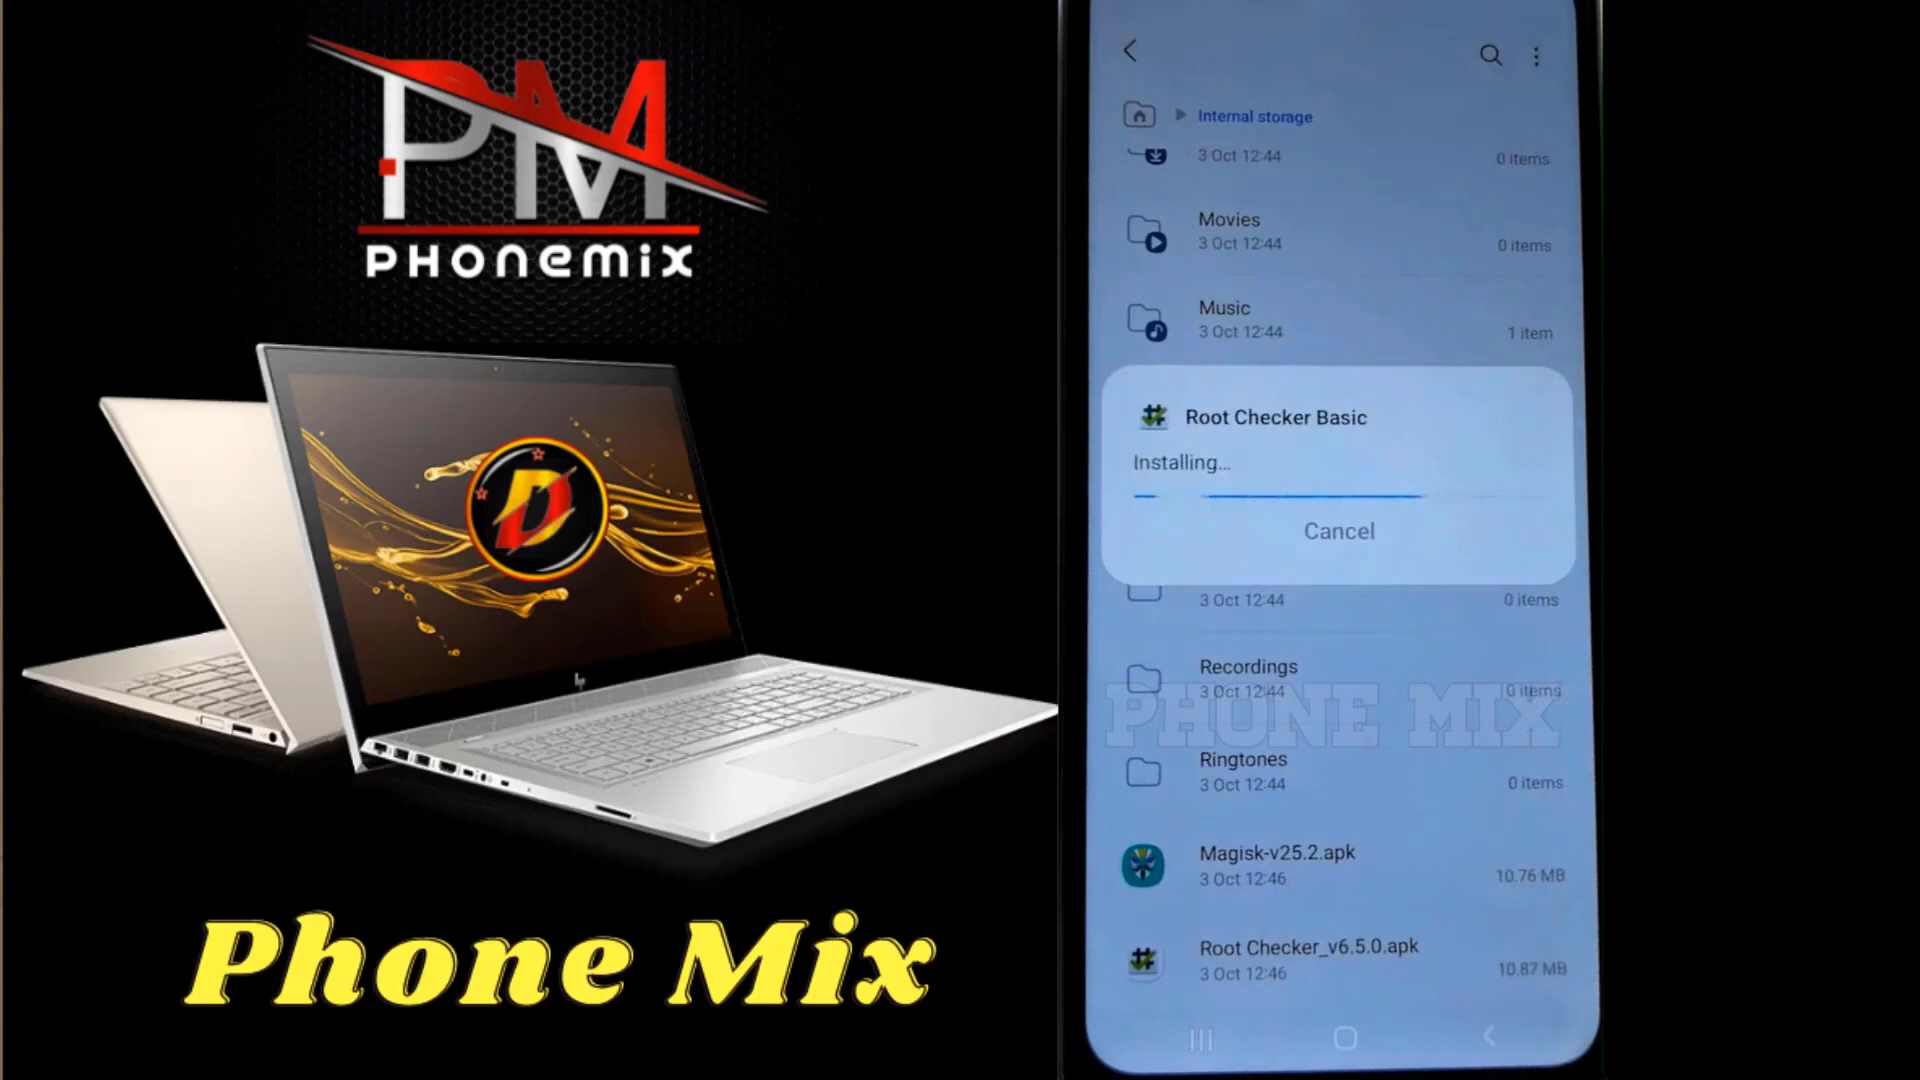 PM
PHONEMIX
D
hp
Phone Mix
Internal storage
3 Oct 12:44
0 items
Movies
3 Oct 12:44
0 items
Music
3 Oct 12:44
1 item
Root Checker Basic
Installing...
Cancel
3 Oct 12:44
0 items
Recordings
3 Oct 12:44
0 items
PHONE MIX
Ringtones
3 Oct 12:44
0 items
Magisk-v25.2.apk
3 Oct 12:46
10.76 MB
Root Checker_v6.5.0.apk
3 Oct 12:46
10.87 MB